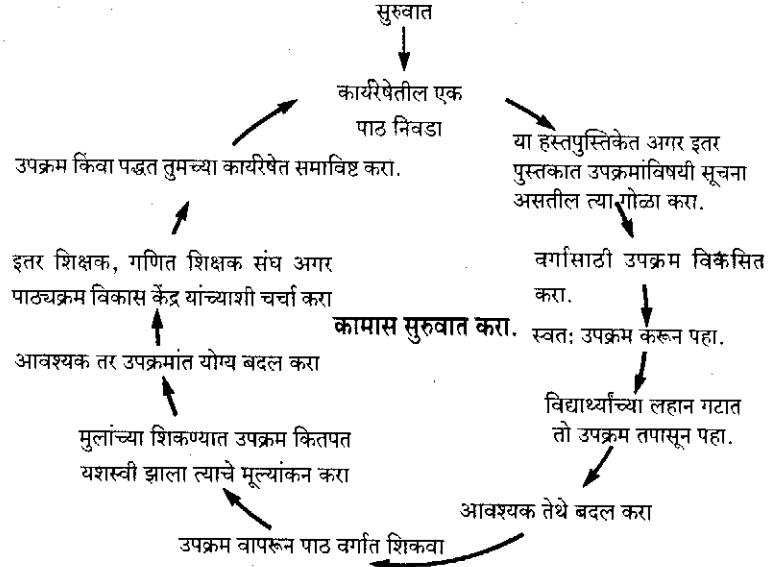 सुरुवात
कार्यरेषेतील एक
पाठ निवडा
या हस्तपुस्तिकेत अगर इतर
पुस्तकात उपक्रमांविषयी सूचना
असतील त्या गोळा करा.
वर्गासाठी उपक्रम विकसित
करा.
स्वतः उपक्रम करून पहा.
विद्यार्थ्यांच्या लहान गटात
तो उपक्रम तपासून पहा.
आवश्यक तेथे बदल करा
उपक्रम वापरून पाठ वर्गात शिकवा
मुलांच्या शिकण्यात उपक्रम कितपत
यशस्वी झाला त्याचे मूल्यांकन करा
आवश्यक तर उपक्रमांत योग्य बदल करा
इतर शिक्षक, गणित शिक्षक संघ अगर
पाठ्यक्रम विकास केंद्र यांच्याशी चर्चा करा
उपक्रम किंवा पद्धत तुमच्या कार्यरेषेत समाविष्ट करा.
कामास सुरुवात करा.